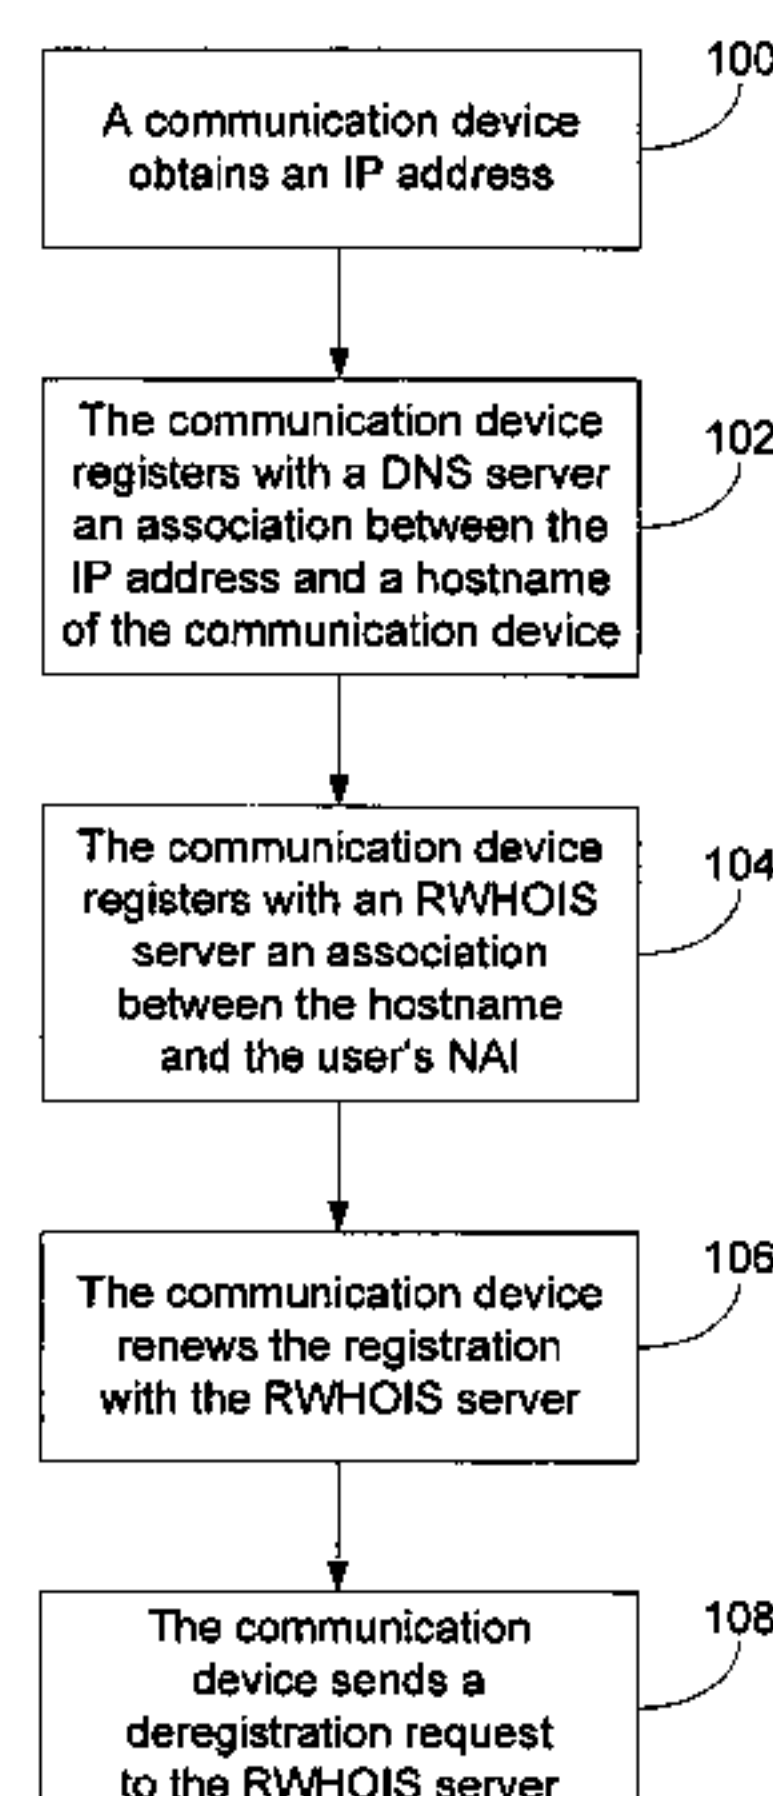 100
A communication device
obtains an IP address
102
The communication device
registers with a DNS server
an association between the
IP address and a hostname
of the communication device
104
The communication device
registers with an RWHOIS
server an association
between the hostname
and the user's NAI
106
The communication device
renews the registration
with the RWHOIS server
108
The communication
device sends a
deregistration request
to the RWHOIS server